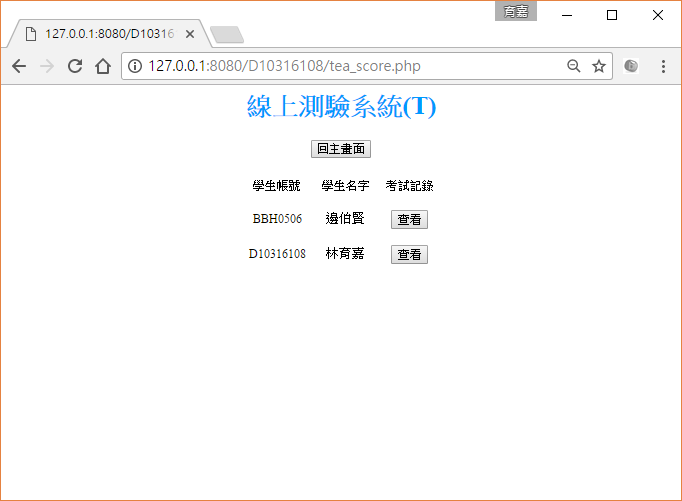 育嘉
127.0.0.1:8080/D10316
127.0.0.1:8080/D10316108/tea_score.php
線上測驗系統(T)
回主畫面
學生帳號 學生名字 考試記錄
BBH0506 邊伯賢 查看
D10316108 林育嘉 查看